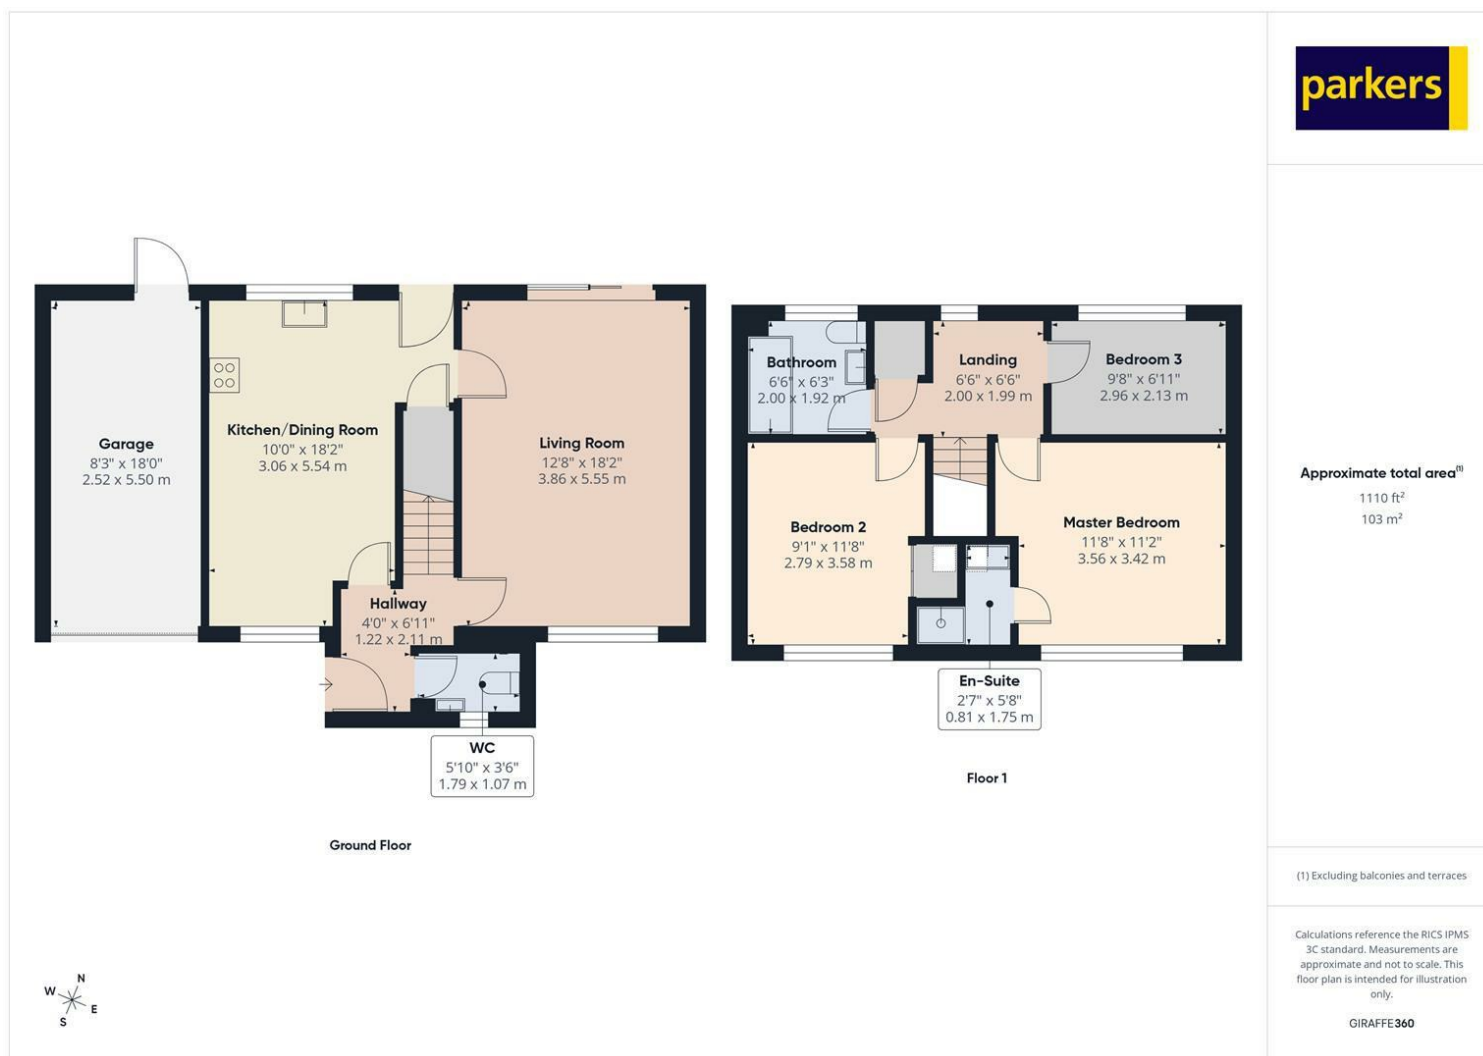 parkers
Garage
8'3" x 18'0"
2.52 x 5.50 m
Kitchen/Dining Room
10'0" x 18'2"
3.06 x 5.54 m
Living Room
12'8" x 18'2"
3.86 x 5.55 m
Hallway
4'0" x 6'11"
1.22 x 2.11 m
WC
5'10" x 3'6"
1.79 x 1.07 m
Ground Floor
Bathroom
6'6" x 6'3"
2.00 x 1.92 m
Landing
6'6" x 6'6"
2.00 x 1.99 m
Bedroom 3
9'8" x 6'11"
2.96 x 2.13 m
Bedroom 2
9'1" x 11'8"
2.79 x 3.58 m
Master Bedroom
11'8" x 11'2"
3.56 x 3.42 m
En-Suite
2'7" x 5'8"
0.81 x 1.75 m
Floor 1
N
W
E
S
Approximate total area⁽¹⁾
1110 ft²
103 m²
(1) Excluding balconies and terraces
Calculations reference the RICS IPMS
3C standard. Measurements are
approximate and not to scale. This
floor plan is intended for illustration
only.
GIRAFFE360